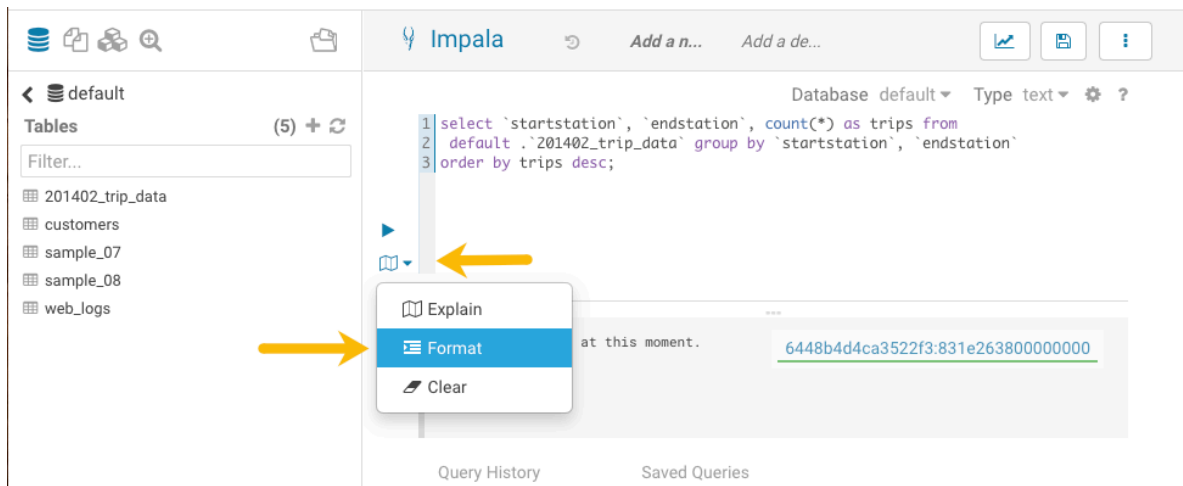 Impala
Add a n...
Add a de...
default
Database default Type text ?
Tables (5)
Filter...
1 select `startstation`, `endstation`, count(*) as trips from
2 default .`201402_trip_data` group by `startstation`, `endstation`
3 order by trips desc;
201402_trip_data
customers
sample_07
sample_08
web_logs
Explain
Format
Clear
at this moment.
6448b4d4ca3522f3:831e263800000000
Query History
Saved Queries